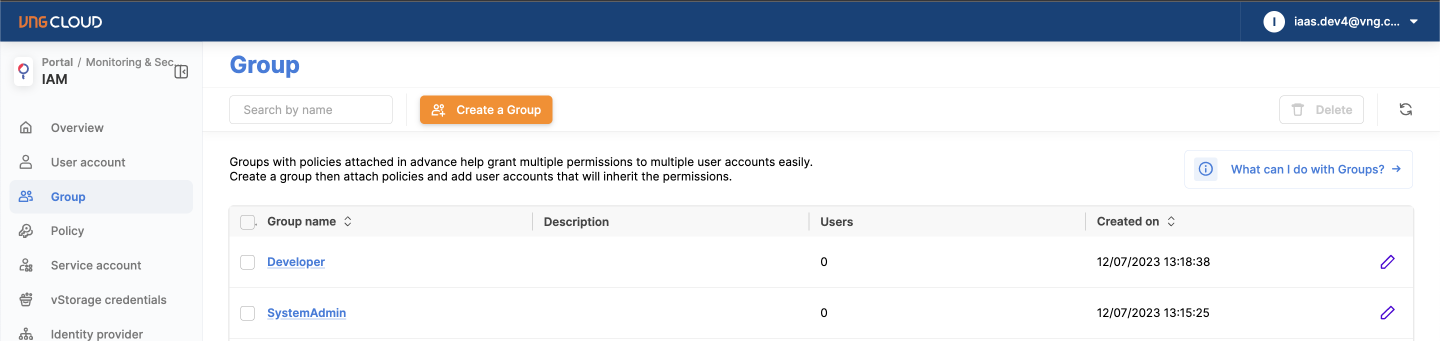 VNG CLOUD
I iaas.dev4@vng.c...
Portal / Monitoring & Sec
IAM
Overview
User account
Group
Policy
Service account
vStorage credentials
Identity provider
Group
Search by name
Create a Group
Delete
Groups with policies attached in advance help grant multiple permissions to multiple user accounts easily.
Create a group then attach policies and add user accounts that will inherit the permissions.
What can I do with Groups?
Group name Description Users Created on
Developer 0 12/07/2023 13:18:38
SystemAdmin 0 12/07/2023 13:15:25